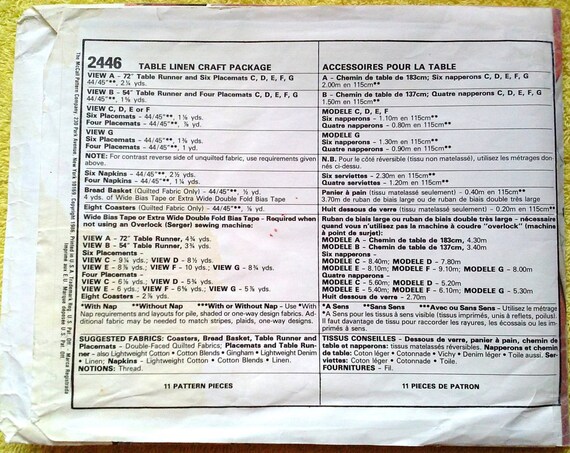 2446 TABLE LINEN CRAFT PACKAGE
VIEW A - 72" Table Runner and Six Placemats C, D, E, F, G
44/45"**, 2¼ yds.
VIEW B - 54" Table Runner and Four Placemats C, D, E, F, G
44/45"**, 1⅝ yds.
VIEW C, D, E or F
Six Placemats - 44/45"**, 1¼ yds.
Four Placemats - 44/45"**, ⅞ yd.
VIEW G
Six Placemats - 44/45"**, 1⅜ yds.
Four Placemats - 44/45"**, 1 yd.
NOTE: For contrast reverse side of unquilted fabric, use requirements given
above.
Six Napkins - 44/45"**, 2½ yds.
Four Napkins - 44/45"**, 1¼ yds.
Bread Basket (Quilted Fabric Only) - 44/45"**, ½ yd.
4 yds. of Wide Bias Tape or Extra Wide Double Fold Bias Tape
Eight Coasters (Quilted Fabric Only) - 44/45"**, ¼ yd.
Wide Bias Tape or Extra Wide Double Fold Bias Tape - Required when
not using an Overlock (Serger) sewing machine:
VIEW A - 72" Table Runner, 4¾ yds.
VIEW B - 54" Table Runner, 3¾ yds.
Six Placemats -
VIEW C - 9¼ yds.; VIEW D - 8½ yds.
VIEW E - 8⅞ yds.; VIEW F - 10 yds.; VIEW G - 8¾ yds.
Four Placemats -
VIEW C - 6⅛ yds.; VIEW D - 5¾ yds.
VIEW E - 6 yds.; VIEW F - 6¾ yds.; VIEW G - 5⅞ yds.
Eight Coasters - 2⅞ yds.
*With Nap **Without Nap ***With or Without Nap - Use *With
Nap requirements and layouts for pile, shaded or one-way design fabrics. Ad-
ditional fabric may be needed to match stripes, plaids, one-way designs.
SUGGESTED FABRICS: Coasters, Bread Basket, Table Runner and
Placemats - Double-Faced Quilted Fabrics; Placemats and Table Run-
ner - also Lightweight Cotton • Cotton Blends • Gingham • Lightweight Denim
• Linen; Napkins - Lightweight Cotton • Cotton Blends • Linen.
NOTIONS: Thread.
11 PATTERN PIECES
ACCESSOIRES POUR LA TABLE
A - Chemin de table de 183cm; Six napperons C, D, E, F, G
2.00m en 115cm**
B - Chemin de table de 137cm; Quatre napperons C, D, E, F, G
1.50m en 115cm**
MODELE C, D, E, F
Six napperons - 1.10m en 115cm**
Quatre napperons - 0.80m en 115cm**
MODELE G
Six napperons - 1.30m en 115cm**
Quatre napperons - 0.90m en 115cm**
N.B. Pour le côté réversible (tissu non matelassé), utilisez les métrages don-
nés ci-dessu.
Six serviettes - 2.30m en 115cm**
Quatre serviettes - 1.20m en 115cm**
Panier à pain (tissu matelassé seulement) - 0.40m en 115cm**
3.70m de ruban biais large ou ruban en biais double très large
Huit dessous de verre (tissu matelassé seulement) - 0.20m en 115cm**
Ruban de biais large ou ruban de biais double très large - nécessaire
quand vous n'utilisez pas la machine à coudre "overlock" (machine
à point de surjet):
MODELE A - Chemin de table de 183cm, 4.30m
MODELE B - Chemin de table de 137cm, 3.40m
Six napperons
MODELE C - 8.40m; MODELE D - 7.80m
MODELE E - 8.10m; MODELE F - 9.10m; MODELE G - 8.00m
Quatre napperons
MODELE C - 5.60m; MODELE D - 5.20m
MODELE E - 5.40m; MODELE F - 6.10m; MODELE G - 5.30m
Huit dessous de verre - 2.70m
*A Sens **Sans Sens ***Avec ou Sans Sens - Utilisez le métrage
*A Sens pour les tissus à sens visible (tissus imprimés, unis à reflets, poilus).
Il faut davantage de tissus pour raccorder les rayures, les écossais ou les im-
primés à sens.
TISSUS CONSEILLES - Dessous de verre, panier à pain, chemin
de table et napperons: tissus matelassés réversibles. Napperons et chemin
de table: Coton léger • Cotonnade • Vichy • Denim léger • Toile aussi. Ser-
viettes: Coton léger • Cotonnade • Toile.
FOURNITURES - Fil.
11 PIECES DE PATRON